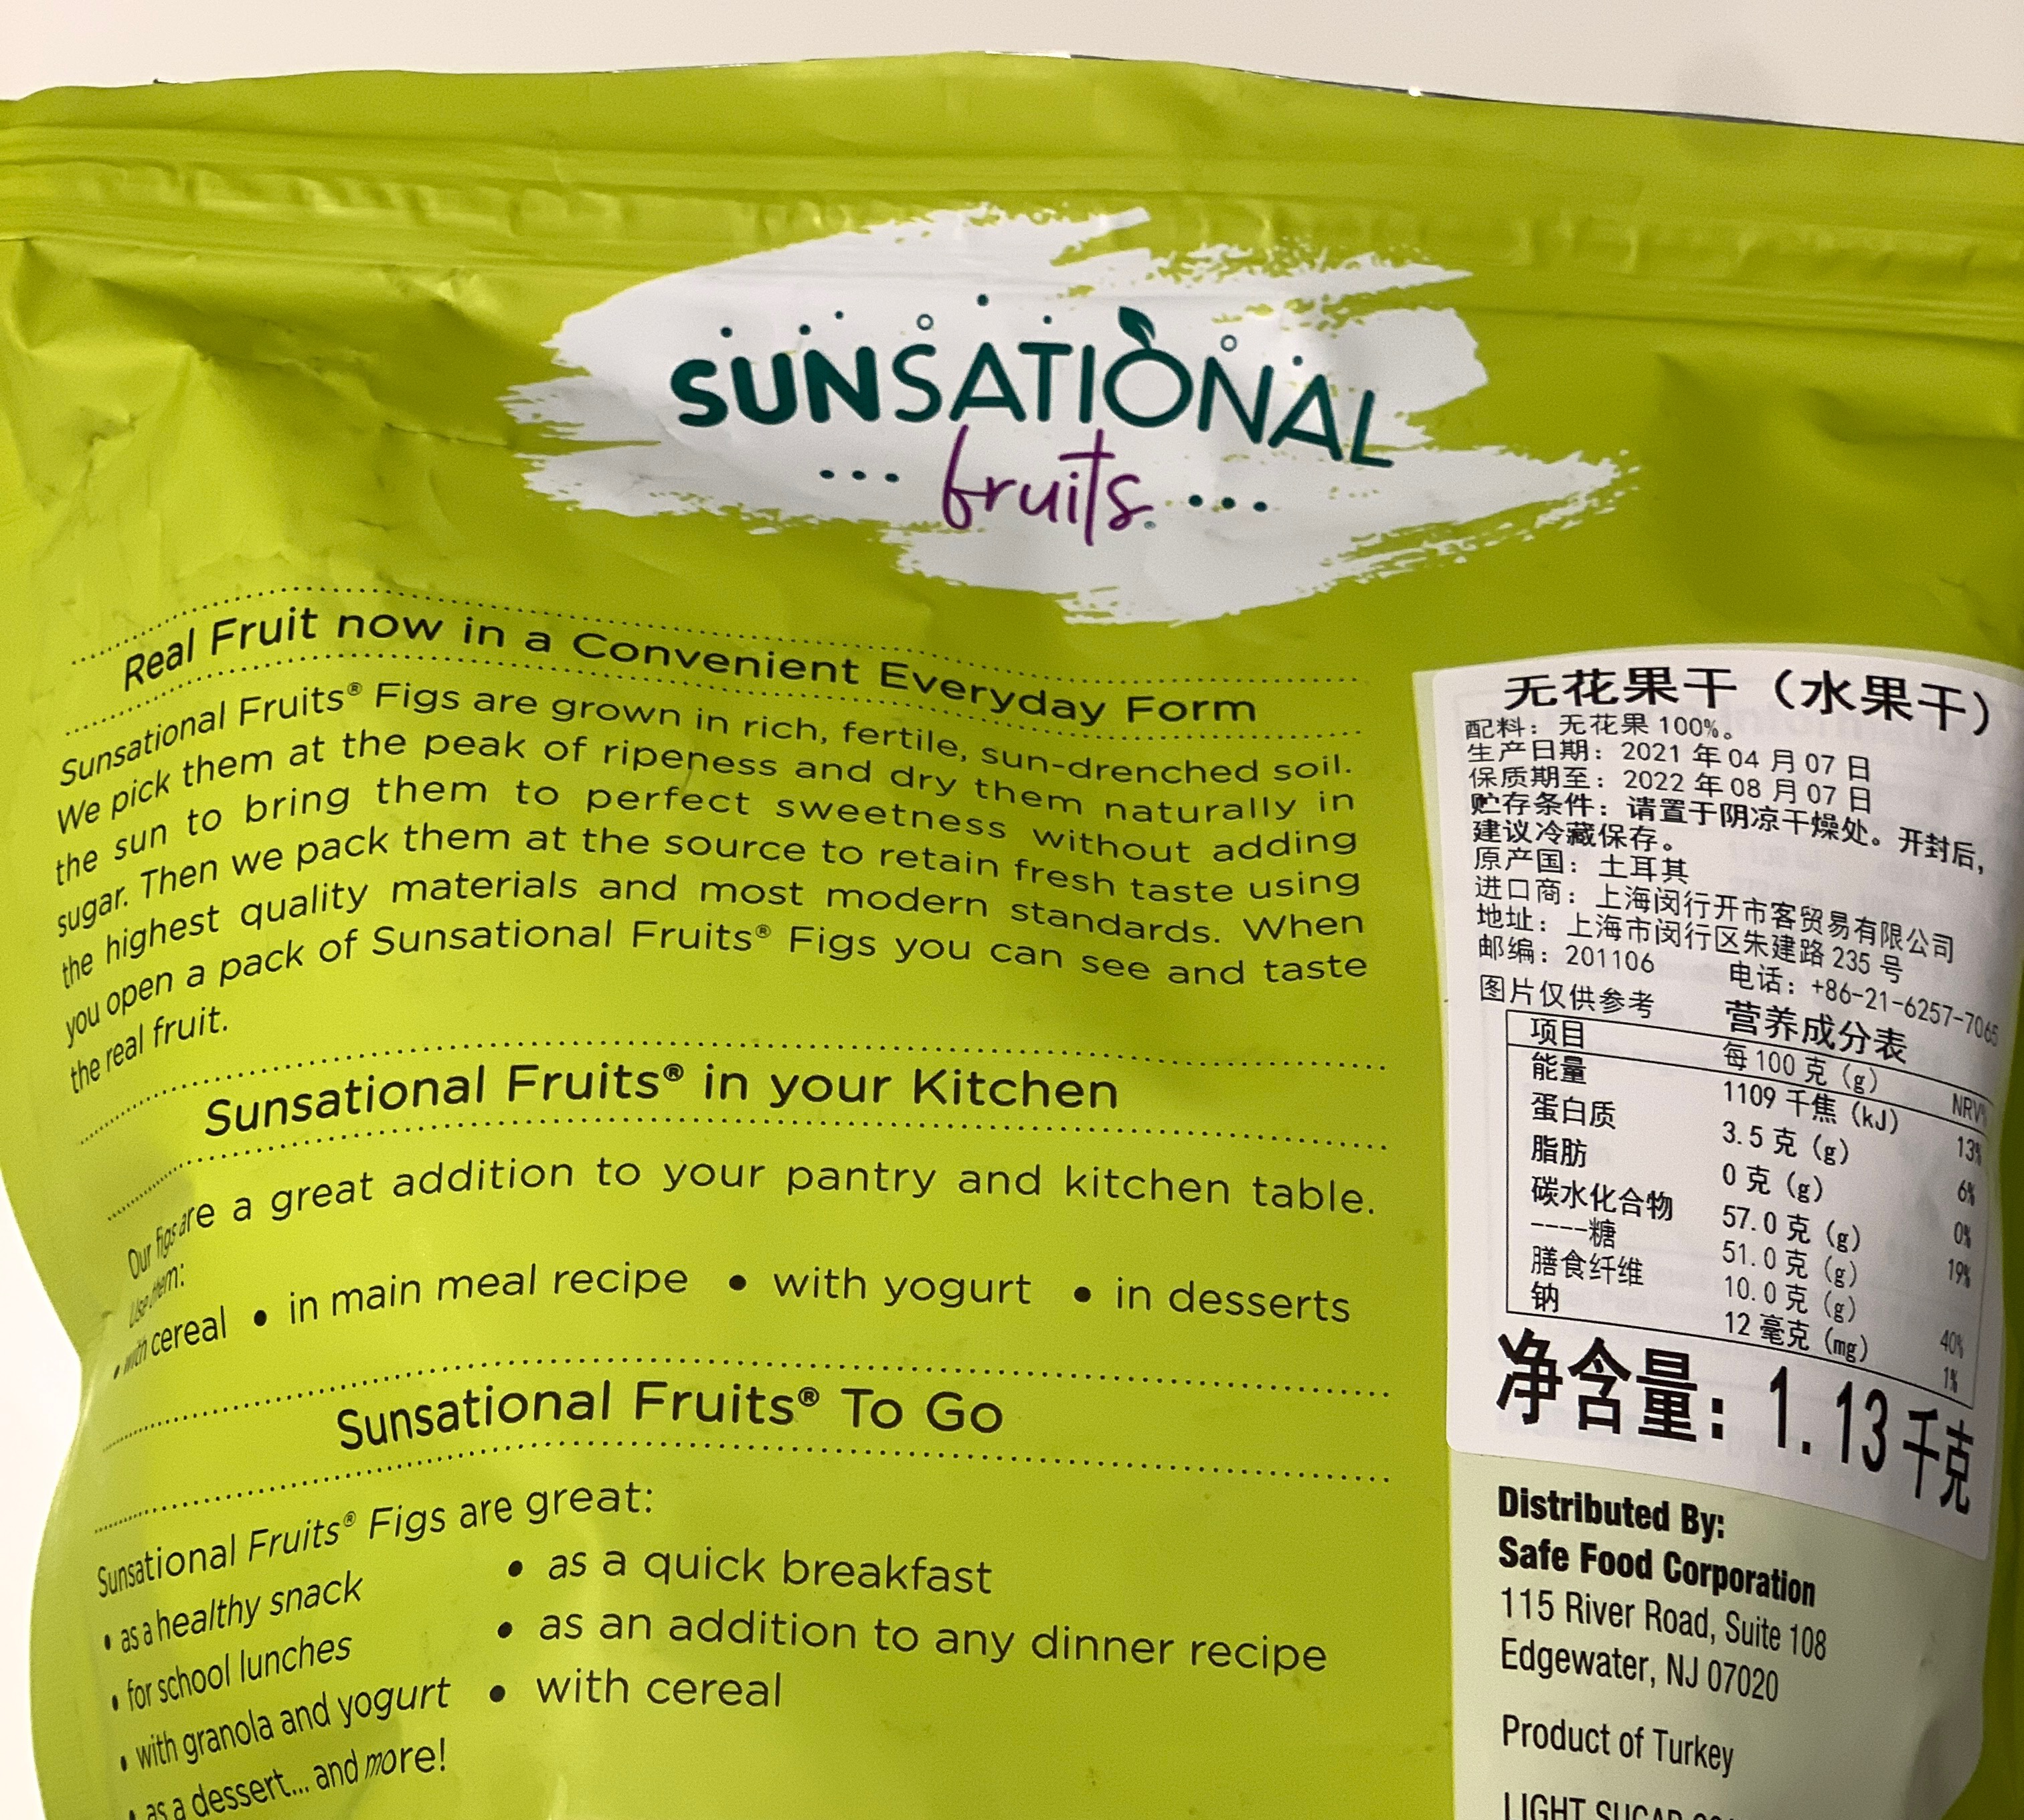 SUNSATIONAL
fruits®
Real Fruit now in a Convenient Everyday Form
Sunsational Fruits® Figs are grown in rich, fertile, sun-drenched soil.
We pick them at the peak of ripeness and dry them naturally in
the sun to bring them to perfect sweetness without adding
sugar. Then we pack them at the source to retain fresh taste using
the highest quality materials and most modern standards. When
you open a pack of Sunsational Fruits® Figs you can see and taste
the real fruit.
Sunsational Fruits® in your Kitchen
Our figs are a great addition to your pantry and kitchen table.
Use them:
• with cereal • in main meal recipe • with yogurt • in desserts
Sunsational Fruits® To Go
Sunsational Fruits® Figs are great:
• as a healthy snack
• for school lunches
• with granola and yogurt
• as a dessert... and more!
• as a quick breakfast
• as an addition to any dinner recipe
• with cereal
无花果干（水果干）
配料：无花果 100%。
生产日期：2021 年 04 月 07 日
保质期至：2022 年 08 月 07 日
贮存条件：请置于阴凉干燥处。开封后，
建议冷藏保存。
原产国：土耳其
进口商：上海闵行开市客贸易有限公司
地址：上海市闵行区朱建路 235 号
邮编：201106 电话：+86-21-6257-7065
图片仅供参考 营养成分表
项目 每 100 克（g） NRV%
能量 1109 千焦（kJ） 13%
蛋白质 3.5 克（g） 6%
脂肪 0 克（g） 0%
碳水化合物 57.0 克（g） 19%
----糖 51.0 克（g）
膳食纤维 10.0 克（g） 40%
钠 12 毫克（mg） 1%
净含量：1.13 千克
Distributed By:
Safe Food Corporation
115 River Road, Suite 108
Edgewater, NJ 07020
Product of Turkey
LIGHT SUGAR